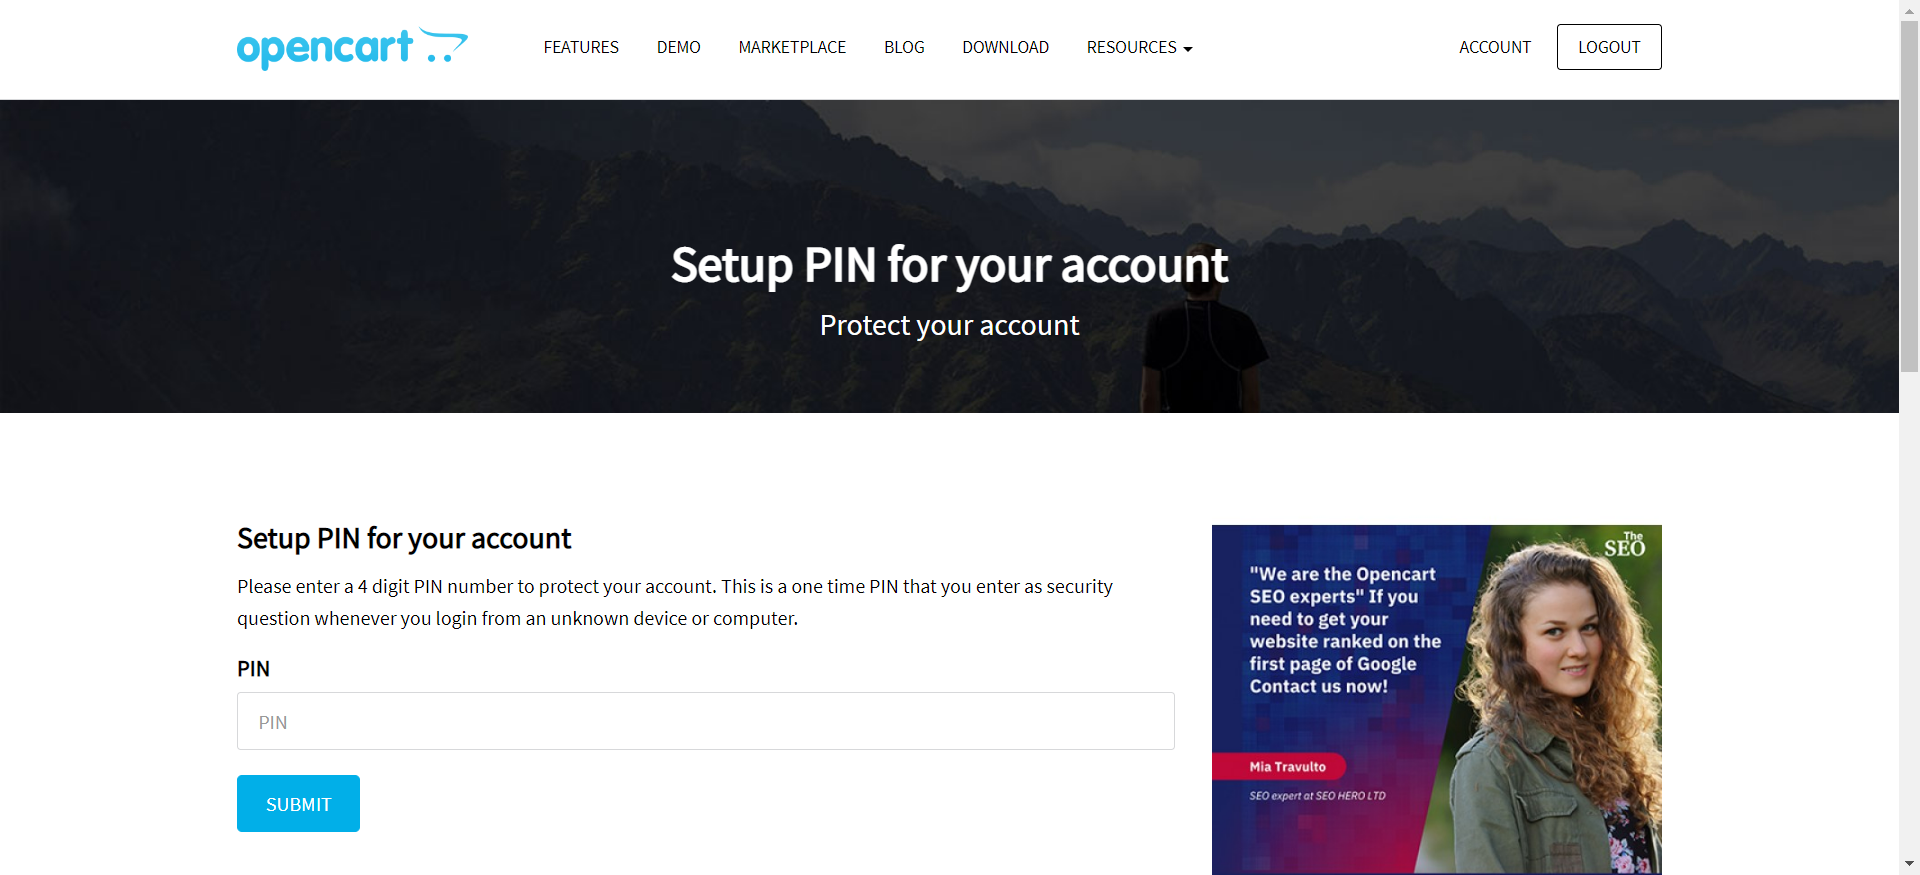 opencart
FEATURES
DEMO
MARKETPLACE
BLOG
DOWNLOAD
RESOURCES
ACCOUNT
LOGOUT
Setup PIN for your account
Protect your account
Setup PIN for your account
Please enter a 4 digit PIN number to protect your account. This is a one time PIN that you enter as security
question whenever you login from an unknown device or computer.
PIN
PIN
SUBMIT
The
SEO
"We are the Opencart
SEO experts" If you
need to get your
website ranked on the
first page of Google
Contact us now!
Mia Travulto
SEO expert at SEO HERO LTD